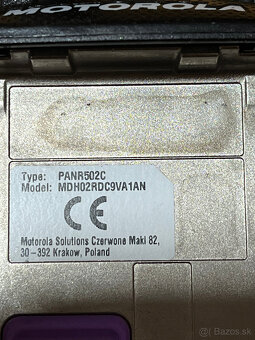 MOTOROLA
Type: PANR502C
Model: MDH02RDC9VA1AN
CE
Motorola Solutions Czerwone Maki 82,
30-392 Krakow, Poland
Bazos.sk